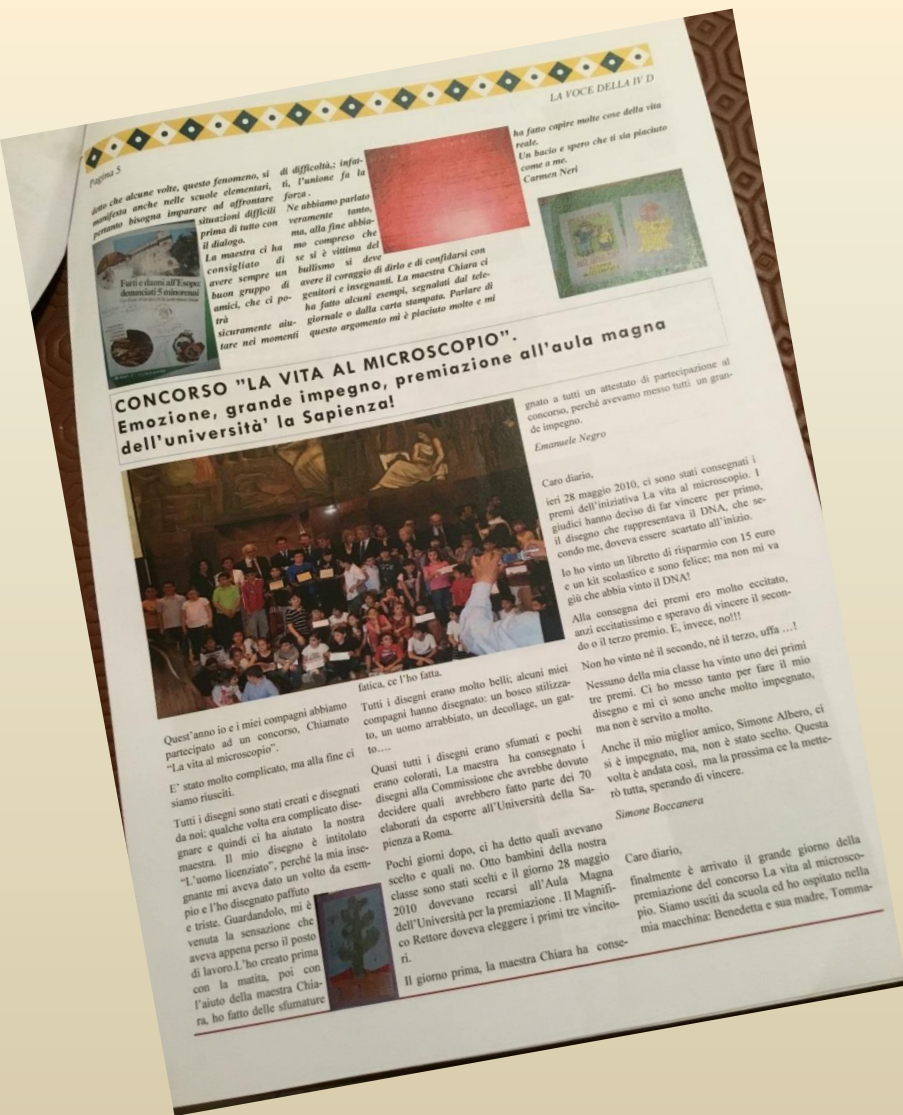 LA VOCE DELLA IV D
Pagina 5
detto che alcune volte, questo fenomeno, si
manifesta anche nelle scuole elementari,
pertanto bisogna imparare ad affrontare
situazioni difficili
prima di tutto con
il dialogo.
La maestra ci ha
consigliato di
avere sempre un
buon gruppo di
amici, che ci po-
trà
sicuramente aiu-
tare nei momenti
Furti e danni all'Esopo
denunciati 5 minorenni
di difficoltà,: infat-
ti, l'unione fa la
forza .
Ne abbiamo parlato
veramente tanto,
ma, alla fine abbia-
mo compreso che
se si è vittima del
bullismo si deve
avere il coraggio di dirlo e di confidarsi con
genitori e insegnanti. La maestra Chiara ci
ha fatto alcuni esempi, segnalati dal tele-
giornale o dalla carta stampata. Parlare di
questo argomento mi è piaciuto molto e mi
ha fatto capire molte cose della vita
reale.
Un bacio e spero che ti sia piaciuto
come a me.
Carmen Neri
CONCORSO "LA VITA AL MICROSCOPIO".
Emozione, grande impegno, premiazione all'aula magna
dell'università' la Sapienza!
Quest'anno io e i miei compagni abbiamo
partecipato ad un concorso, Chiamato
"La vita al microscopio".
E' stato molto complicato, ma alla fine ci
siamo riusciti.
Tutti i disegni sono stati creati e disegnati
da noi; qualche volta era complicato dise-
gnare e quindi ci ha aiutato la nostra
maestra. Il mio disegno è intitolato
"L'uomo licenziato", perché la mia inse-
gnante mi aveva dato un volto da esem-
pio e l'ho disegnato paffuto
e triste. Guardandolo, mi è
venuta la sensazione che
aveva appena perso il posto
di lavoro.L'ho creato prima
con la matita, poi con
l'aiuto della maestra Chia-
ra, ho fatto delle sfumature
fatica, ce l'ho fatta.
Tutti i disegni erano molto belli; alcuni miei
compagni hanno disegnato: un bosco stilizza-
to, un uomo arrabbiato, un decollage, un gat-
to….
Quasi tutti i disegni erano sfumati e pochi
erano colorati, La maestra ha consegnato i
disegni alla Commissione che avrebbe dovuto
decidere quali avrebbero fatto parte dei 70
elaborati da esporre all'Università della Sa-
pienza a Roma.
Pochi giorni dopo, ci ha detto quali avevano
scelto e quali no. Otto bambini della nostra
classe sono stati scelti e il giorno 28 maggio
2010 dovevano recarsi all'Aula Magna
dell'Università per la premiazione . Il Magnifi-
co Rettore doveva eleggere i primi tre vincito-
ri.
Il giorno prima, la maestra Chiara ha conse-
gnato a tutti un attestato di partecipazione al
concorso, perché avevamo messo tutti un gran-
de impegno.
Emanuele Negro
Caro diario,
ieri 28 maggio 2010, ci sono stati consegnati i
premi dell'iniziativa La vita al microscopio. I
giudici hanno deciso di far vincere per primo,
il disegno che rappresentava il DNA, che se-
condo me, doveva essere scartato all'inizio.
Io ho vinto un libretto di risparmio con 15 euro
e un kit scolastico e sono felice; ma non mi va
giù che abbia vinto il DNA!
Alla consegna dei premi ero molto eccitato,
anzi eccitatissimo e speravo di vincere il secon-
do o il terzo premio. E, invece, no!!!
Non ho vinto né il secondo, né il terzo, uffa …!
Nessuno della mia classe ha vinto uno dei primi
tre premi. Ci ho messo tanto per fare il mio
disegno e mi ci sono anche molto impegnato,
ma non è servito a molto.
Anche il mio miglior amico, Simone Albero, ci
si è impegnato, ma, non è stato scelto. Questa
volta è andata così, ma la prossima ce la mette-
rò tutta, sperando di vincere.
Simone Boccanera
Caro diario,
finalmente è arrivato il grande giorno della
premiazione del concorso La vita al microsco-
pio. Siamo usciti da scuola ed ho ospitato nella
mia macchina: Benedetta e sua madre, Tomma-